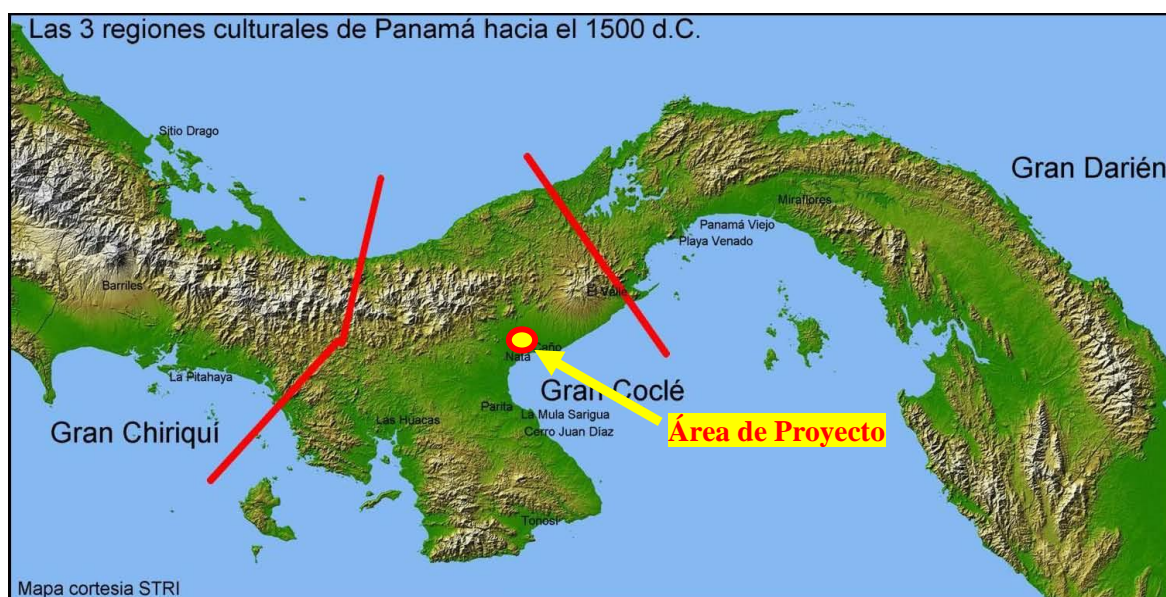 Las 3 regiones culturales de Panamá hacia el 1500 d.C.
Sitio Drago
Gran Darién
Miraflores
Panamá Viejo
Playa Venado
Barriles
El Valle
Caño
Natá
La Pitahaya
Gran Coclé
Parita
La Mula Sarigua
Las Huacas
Cerro Juan Díaz
Gran Chiriquí
Área de Proyecto
Tonosí
Mapa cortesia STRI